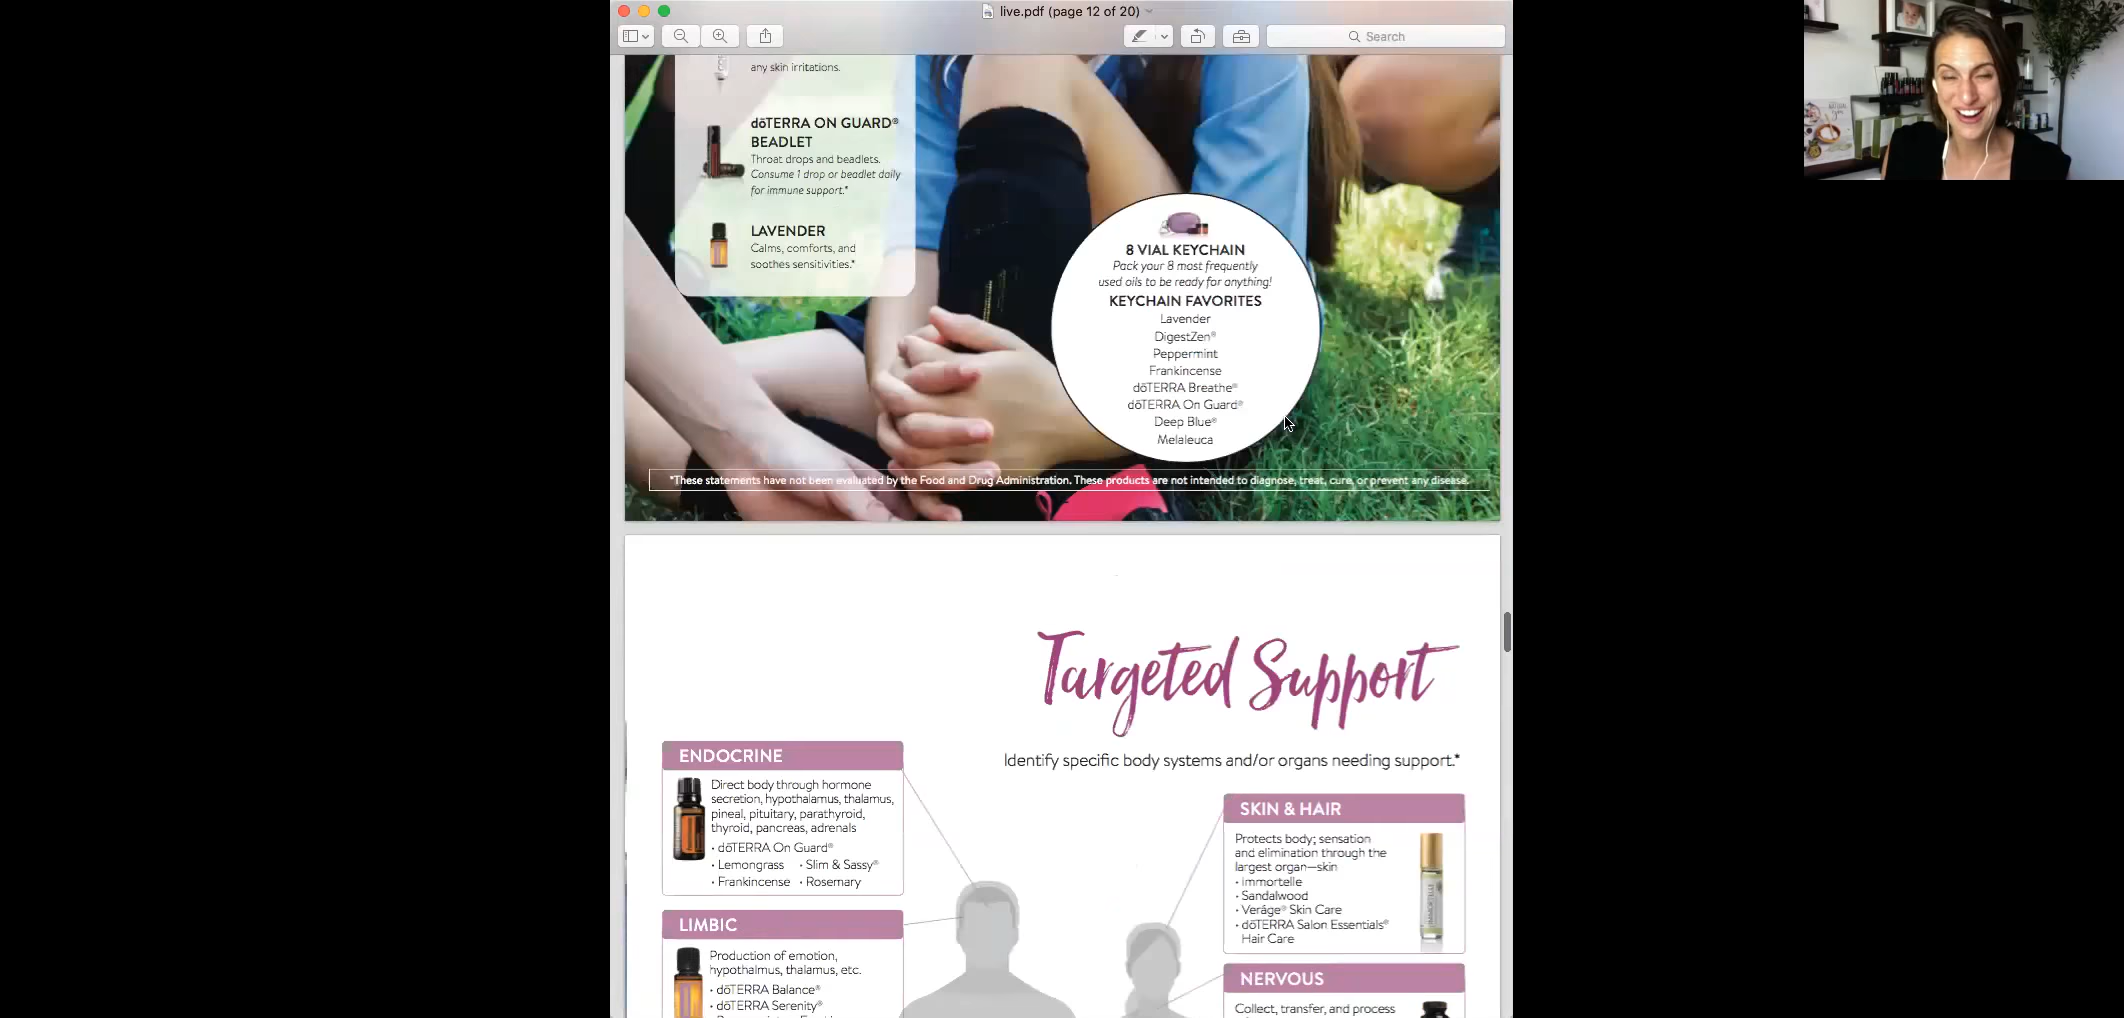 live.pdf (page 12 of 20)
Search
any skin irritations.
dōTERRA ON GUARD®
BEADLET
Throat drops and beadlets.
Consume 1 drop or beadlet daily
for immune support.*
LAVENDER
Calms, comforts, and
soothes sensitivities.*
8 VIAL KEYCHAIN
Pack your 8 most frequently
used oils to be ready for anything!
KEYCHAIN FAVORITES
Lavender
DigestZen®
Peppermint
Frankincense
dōTERRA Breathe®
dōTERRA On Guard®
Deep Blue®
Melaleuca
*These statements have not been evaluated by the Food and Drug Administration. These products are not intended to diagnose, treat, cure, or prevent any disease.
Targeted Support
Identify specific body systems and/or organs needing support.*
ENDOCRINE
Direct body through hormone
secretion, hypothalamus, thalamus,
pineal, pituitary, parathyroid,
thyroid, pancreas, adrenals
• dōTERRA On Guard®
• Lemongrass • Slim & Sassy®
• Frankincense • Rosemary
LIMBIC
Production of emotion,
hypothalmus, thalamus, etc.
• dōTERRA Balance®
• dōTERRA Serenity®
SKIN & HAIR
Protects body; sensation
and elimination through the
largest organ—skin
• Immortelle
• Sandalwood
• Veráge® Skin Care
• dōTERRA Salon Essentials®
Hair Care
NERVOUS
Collect, transfer, and process